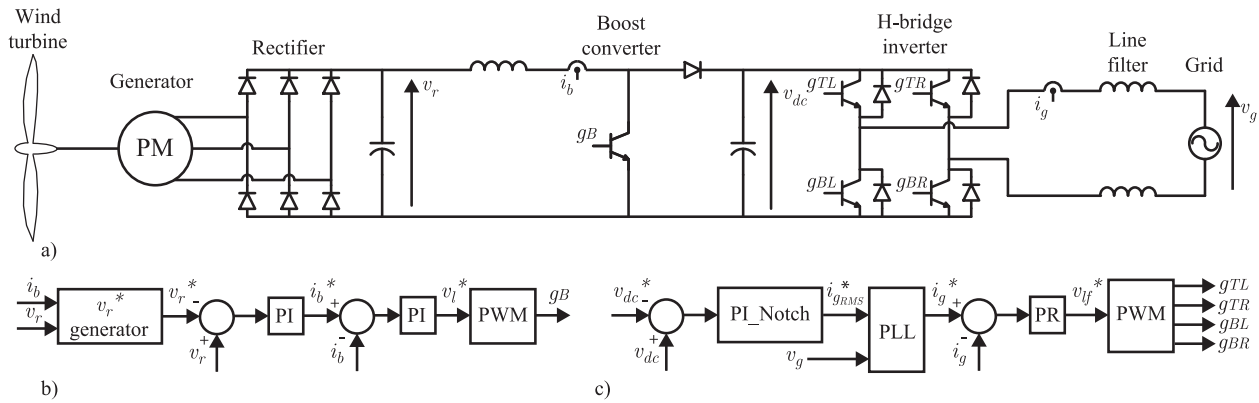 Wind
turbine
Generator
Rectifier
Boost
converter
H-bridge
inverter
Line
filter
Grid
PM
v_r
i_b
gB
v_dc
gTL
gTR
gBL
gBR
i_g
v_g
a)
i_b
v_r
v_r*
generator
v_r*
-
+
v_r
PI
i_b*
+
-
i_b
PI
v_l*
PWM
gB
b)
v_dc*
-
+
v_dc
PI_Notch
i_gRMS*
v_g
PLL
i_g*
+
-
i_g
PR
v_lf*
PWM
gTL
gTR
gBL
gBR
c)